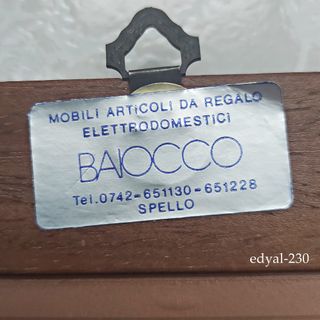 MOBILI ARTICOLI DA REGALO
ELETTRODOMESTICI
BAIOCCO
Tel.0742-651130-651228
SPELLO
edyal-230